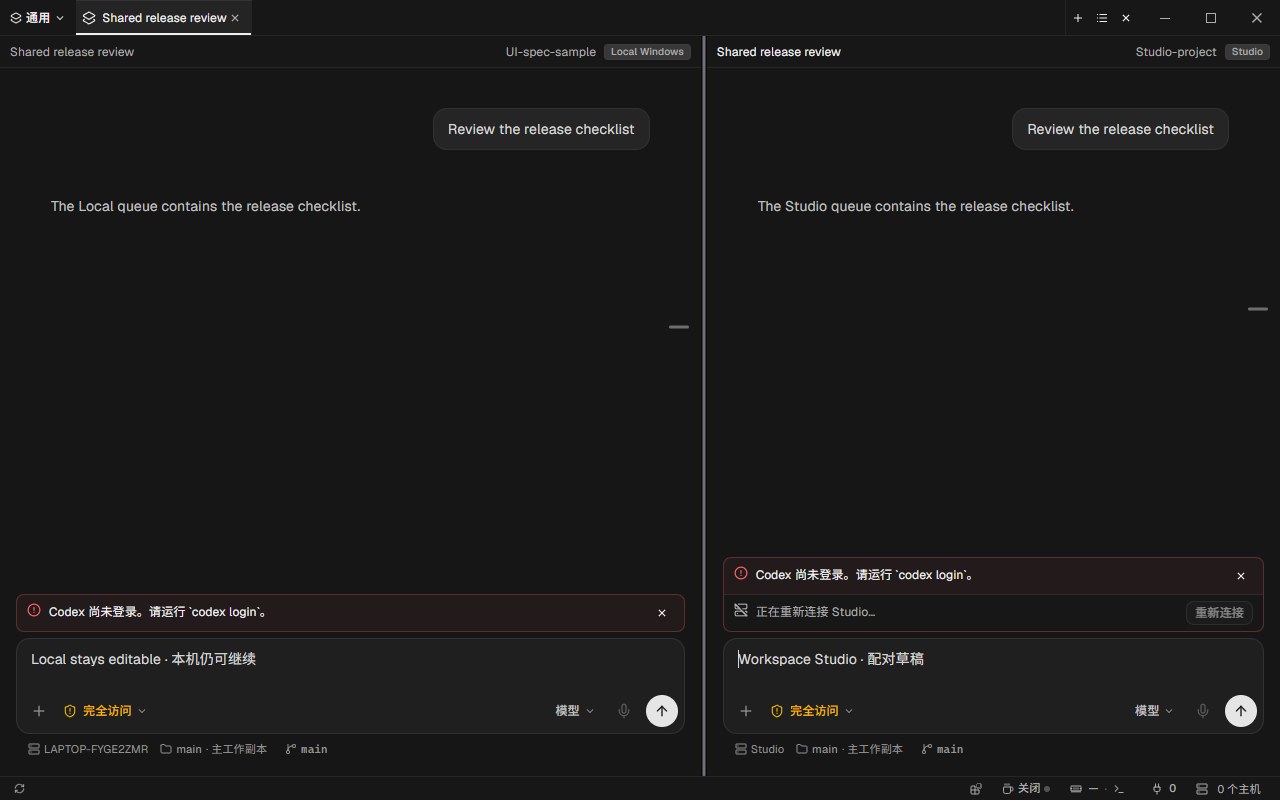 通用
Shared release review
Shared release review
UI-spec-sample
Local Windows
Review the release checklist
The Local queue contains the release checklist.
Codex 尚未登录。请运行 `codex login`。
Local stays editable · 本机仍可继续
完全访问
模型
LAPTOP-FYGE2ZMR
main · 主工作副本
main
Shared release review
Studio-project
Studio
Review the release checklist
The Studio queue contains the release checklist.
Codex 尚未登录。请运行 `codex login`。
正在重新连接 Studio…
重新连接
Workspace Studio · 配对草稿
完全访问
模型
Studio
main · 主工作副本
main
关闭
— ·
0
0 个主机